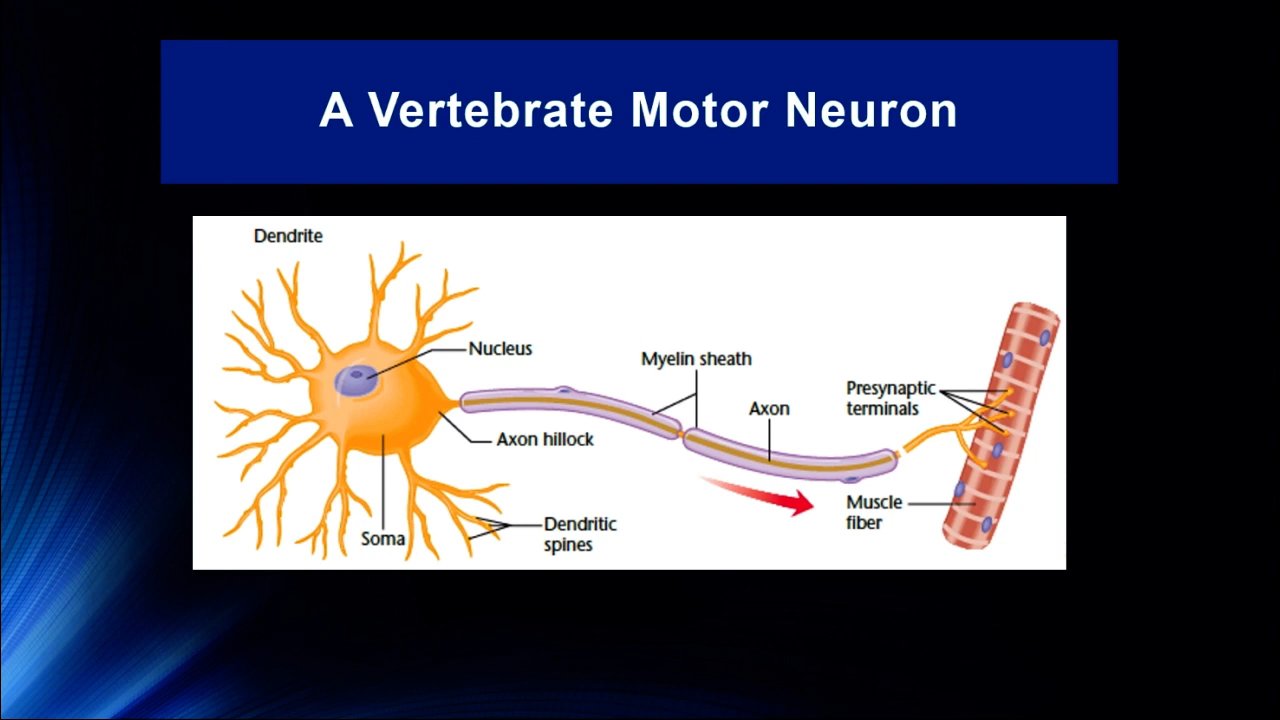 A Vertebrate Motor Neuron
Dendrite
Nucleus
Myelin sheath
Presynaptic
terminals
Axon
Axon hillock
Muscle
fiber
Soma
Dendritic
spines